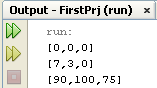 Output - FirstPrj (run) ×
run:
[0,0,0]
[7,3,0]
[90,100,75]